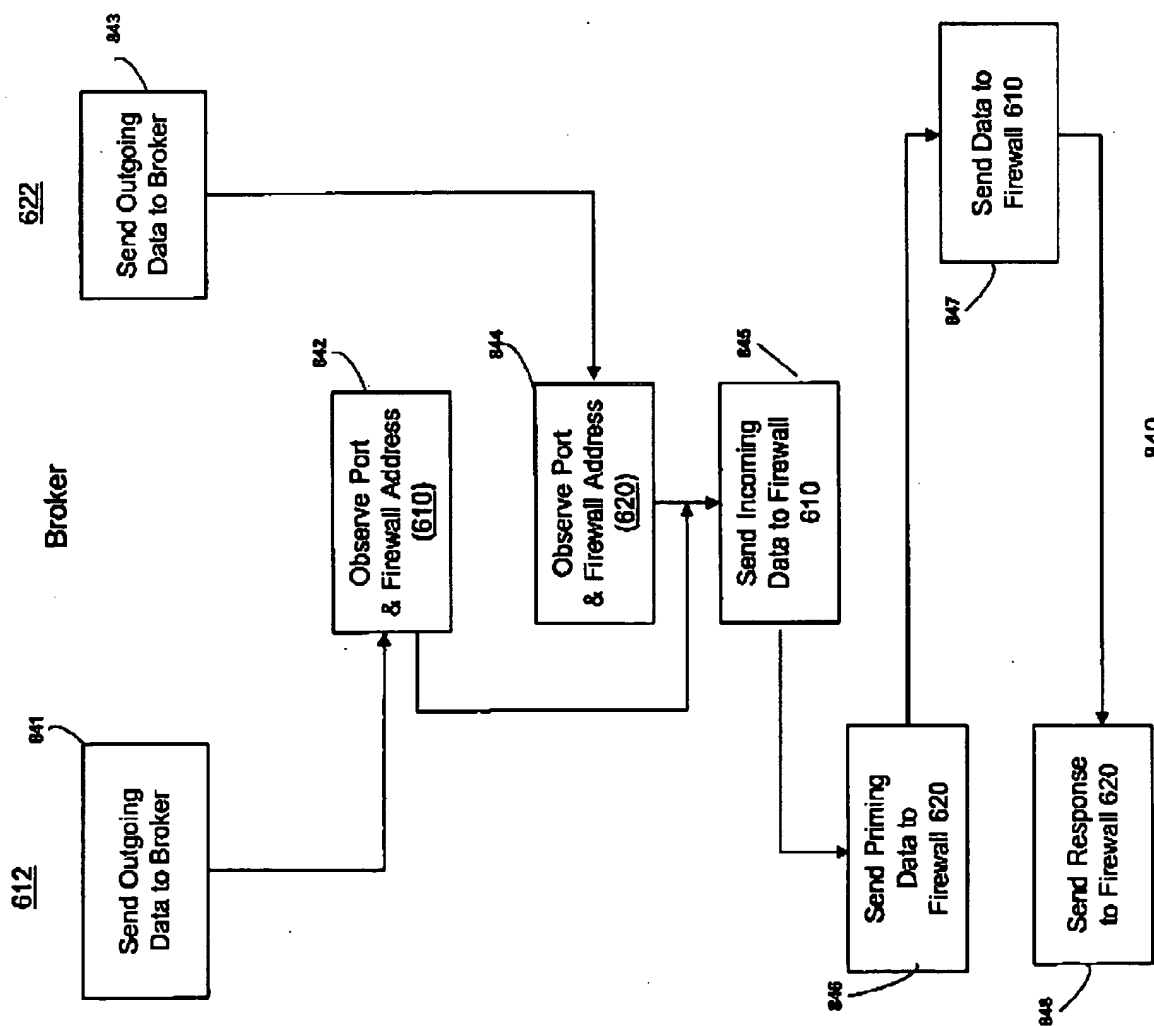 612
Broker
622
841
Send Outgoing
Data to Broker
843
Send Outgoing
Data to Broker
842
Observe Port
& Firewall Address
(610)
844
Observe Port
& Firewall Address
(620)
845
Send Incoming
Data to Firewall
610
846
Send Priming
Data to
Firewall 620
847
Send Data to
Firewall 610
848
Send Response
to Firewall 620